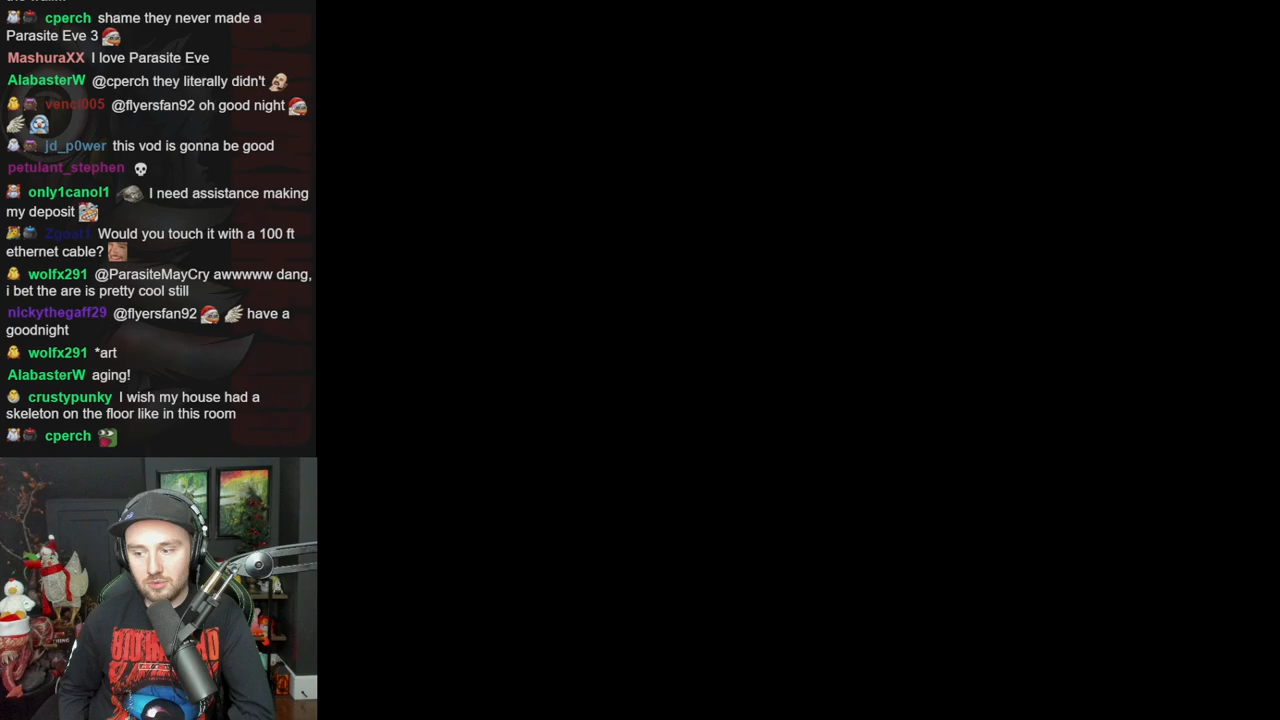 cperch shame they never made a
Parasite Eve 3
MashuraXX I love Parasite Eve
AlabasterW @cperch they literally didn't
venci005 @flyersfan92 oh good night
jd_p0wer this vod is gonna be good
petulant_stephen
only1canol1 I need assistance making
my deposit
Zgoat1 Would you touch it with a 100 ft
ethernet cable?
wolfx291 @ParasiteMayCry awwwww dang,
i bet the are is pretty cool still
nickythegaff29 @flyersfan92 have a
goodnight
wolfx291 *art
AlabasterW aging!
crustypunky I wish my house had a
skeleton on the floor like in this room
cperch